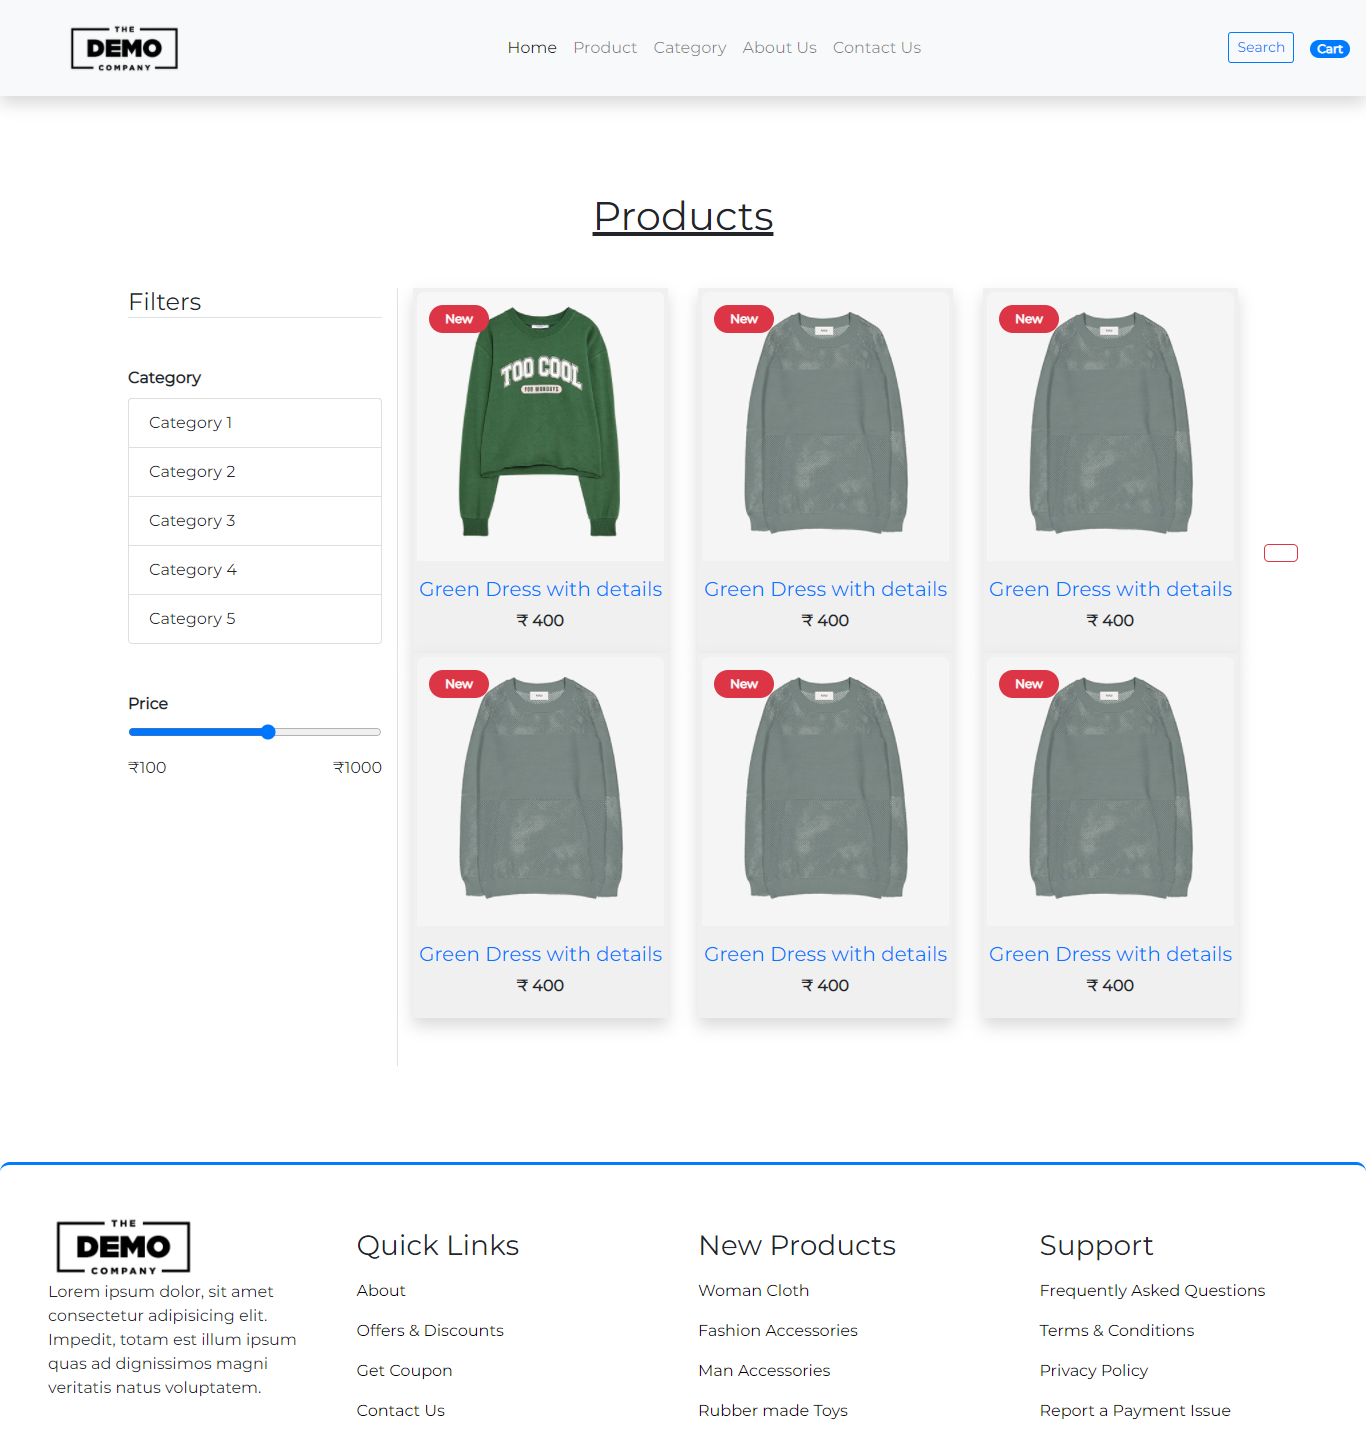 THE
DEMO
COMPANY
Home Product Category About Us Contact Us
Search Cart
Products
Filters
Category
Category 1
Category 2
Category 3
Category 4
Category 5
Price
₹100 ₹1000
New
TOO COOL
FOR MONDAYS
Green Dress with details
₹ 400
New
Green Dress with details
₹ 400
New
Green Dress with details
₹ 400
New
Green Dress with details
₹ 400
New
Green Dress with details
₹ 400
New
Green Dress with details
₹ 400
THE
DEMO
COMPANY
Lorem ipsum dolor, sit amet
consectetur adipisicing elit.
Impedit, totam est illum ipsum
quas ad dignissimos magni
veritatis natus voluptatem.
Quick Links
About
Offers & Discounts
Get Coupon
Contact Us
New Products
Woman Cloth
Fashion Accessories
Man Accessories
Rubber made Toys
Support
Frequently Asked Questions
Terms & Conditions
Privacy Policy
Report a Payment Issue